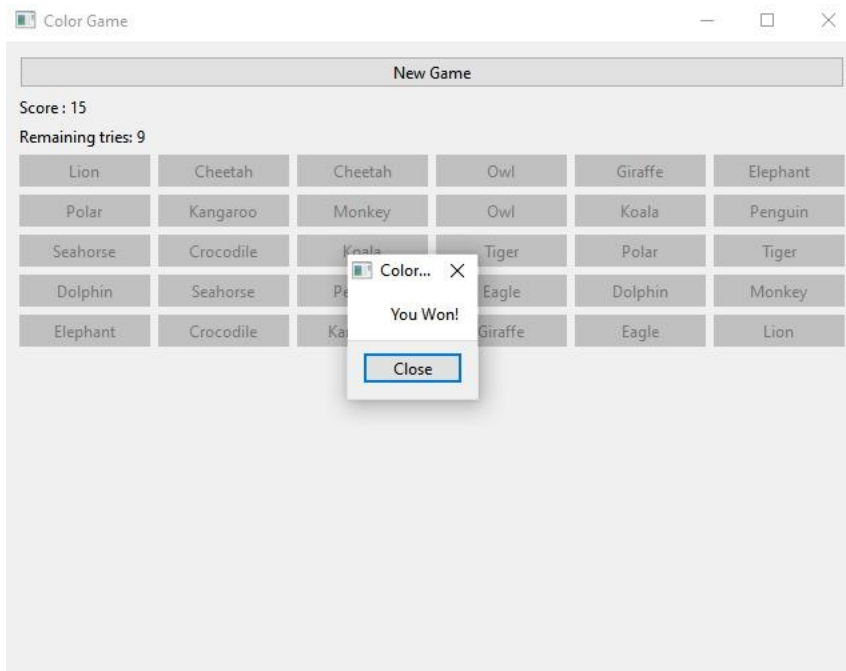 Color Game
New Game
Score : 15
Remaining tries: 9
Lion Cheetah Cheetah Owl Giraffe Elephant
Polar Kangaroo Monkey Owl Koala Penguin
Seahorse Crocodile Koala Tiger Polar Tiger
Dolphin Seahorse Eagle Dolphin Monkey
Elephant Crocodile Giraffe Eagle Lion
Color...
You Won!
Close